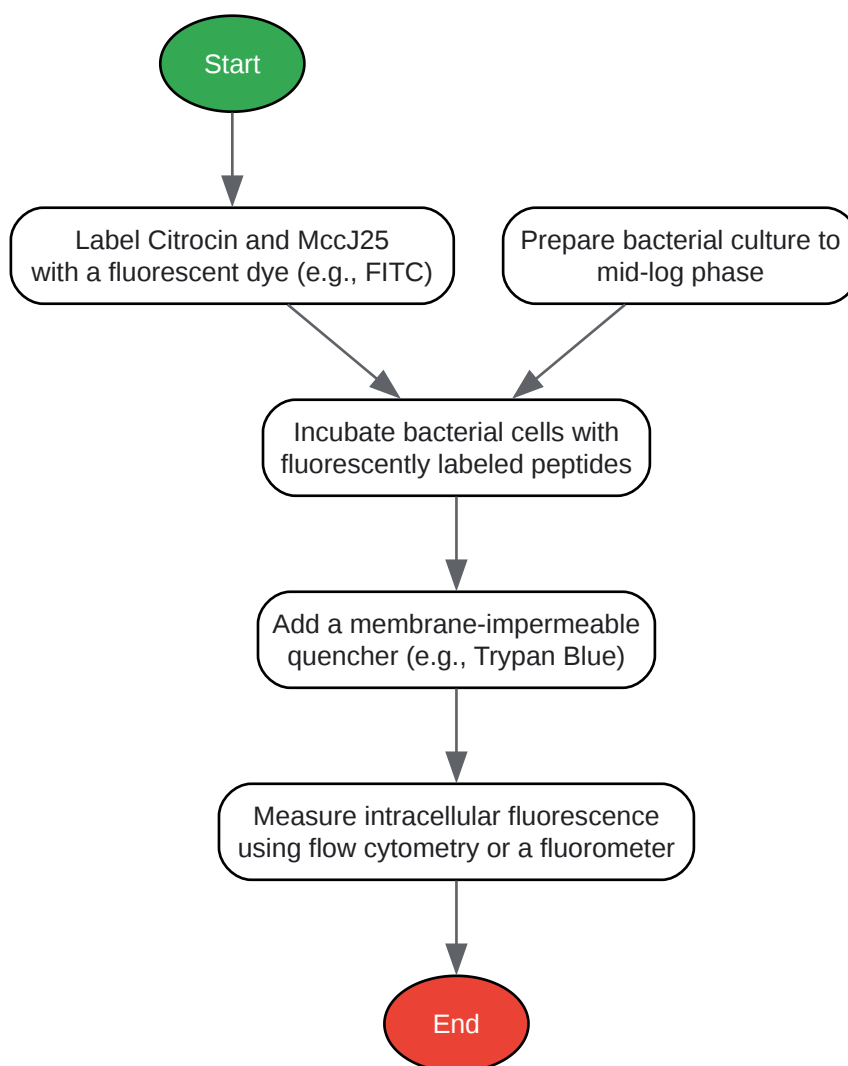 Start
Label Citrocin and MccJ25
with a fluorescent dye (e.g., FITC)
Prepare bacterial culture to
mid-log phase
Incubate bacterial cells with
fluorescently labeled peptides
Add a membrane-impermeable
quencher (e.g., Trypan Blue)
Measure intracellular fluorescence
using flow cytometry or a fluorometer
End